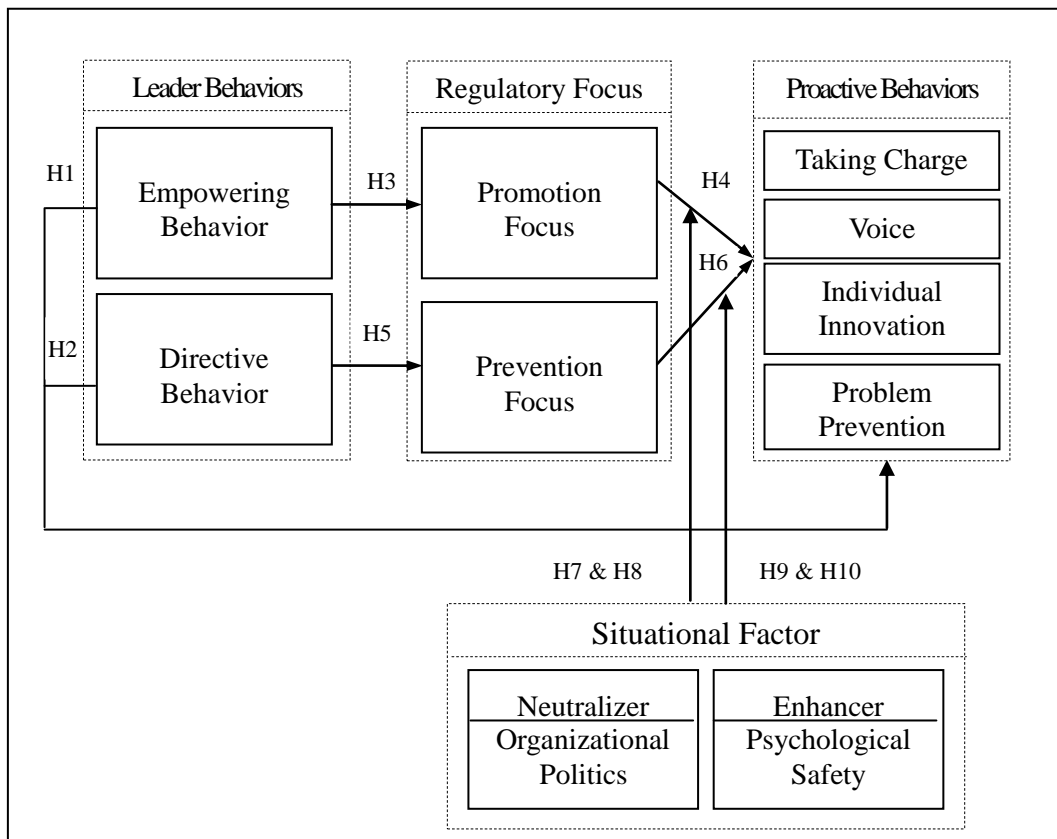 Leader Behaviors
Regulatory Focus
Proactive Behaviors
H1
Empowering
Behavior
H3
Promotion
Focus
H4
Taking Charge
Voice
H6
Individual
Innovation
H2
Directive
Behavior
H5
Prevention
Focus
Problem
Prevention
H7 & H8
H9 & H10
Situational Factor
Neutralizer
Organizational
Politics
Enhancer
Psychological
Safety